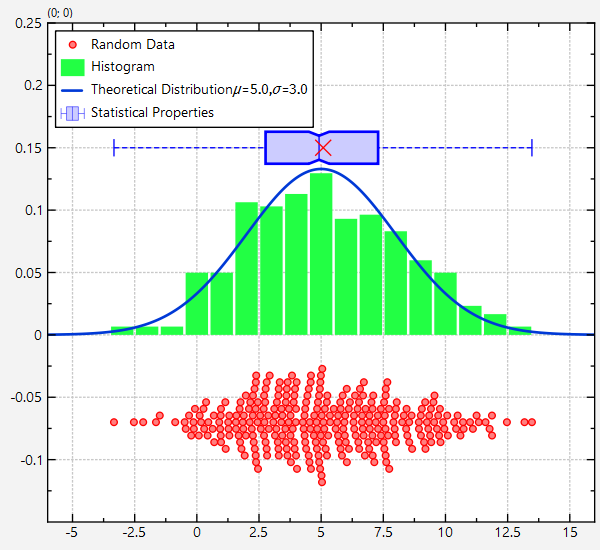 (0; 0)
0.25
0.2
0.15
0.1
0.05
0
-0.05
-0.1
Random Data
Histogram
Theoretical Distributionμ=5.0,σ=3.0
Statistical Properties
-5 -2.5 0 2.5 5 7.5 10 12.5 15